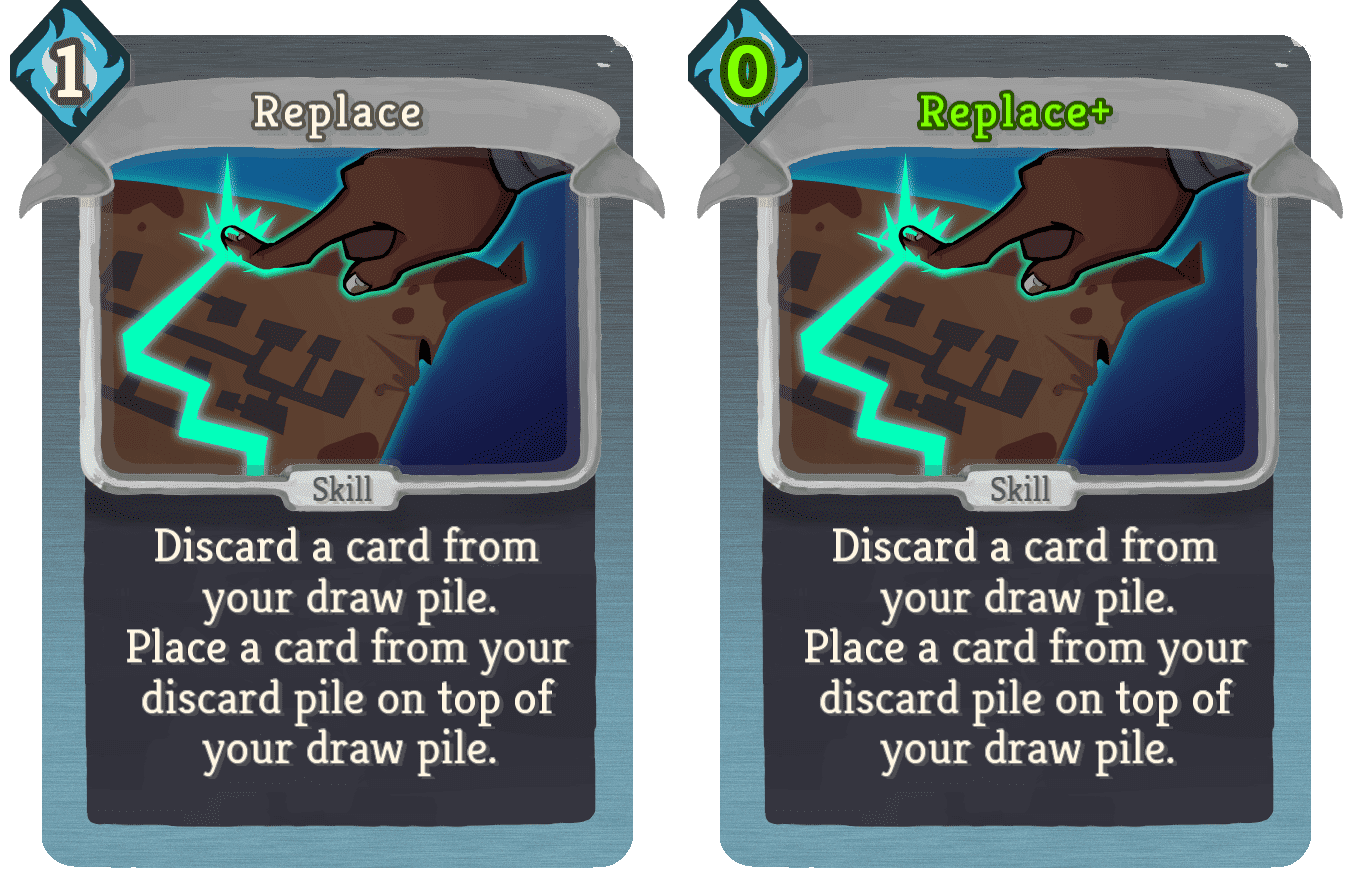 1
Replace
Skill
Discard a card from
your draw pile.
Place a card from your
discard pile on top of
your draw pile.
0
Replace+
Skill
Discard a card from
your draw pile.
Place a card from your
discard pile on top of
your draw pile.